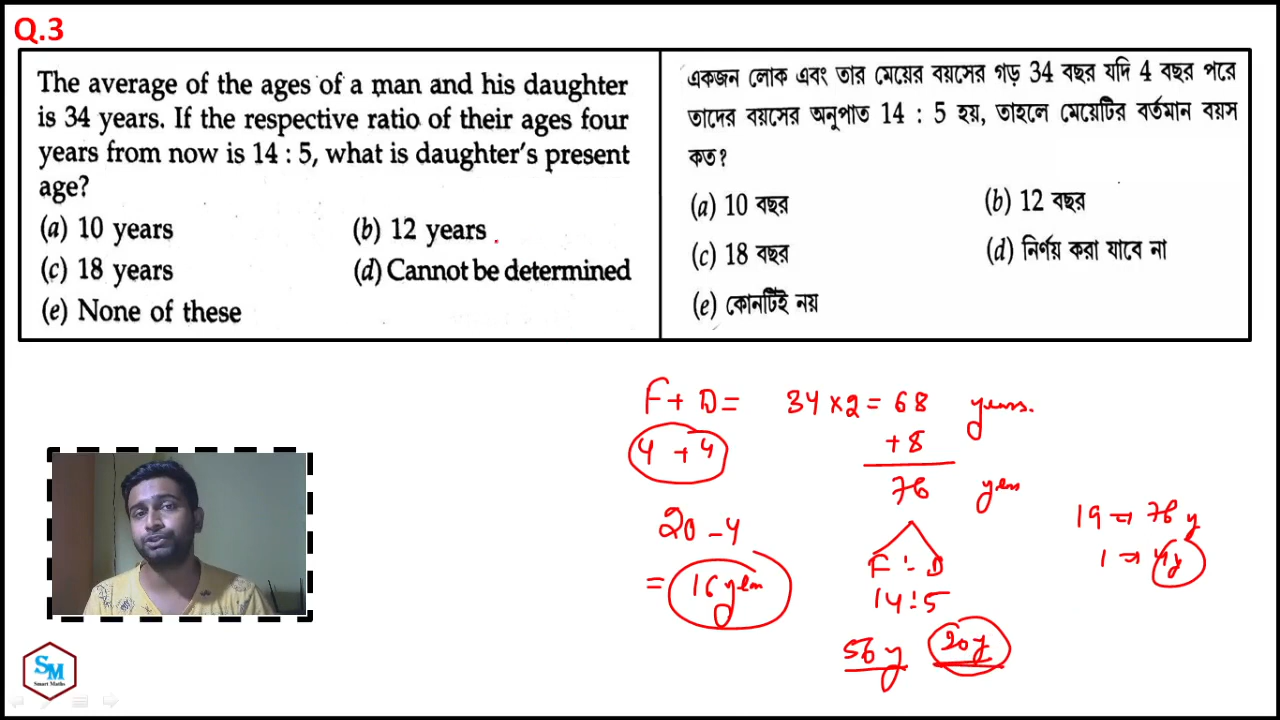 Q.3
The average of the ages of a man and his daughter
is 34 years. If the respective ratio of their ages four
years from now is 14 : 5, what is daughter's present
age?
(a) 10 years (b) 12 years
(c) 18 years (d) Cannot be determined
(e) None of these
একজন লোক এবং তার মেয়ের বয়সের গড় 34 বছর যদি 4 বছর পরে
তাদের বয়সের অনুপাত 14 : 5 হয়, তাহলে মেয়েটির বর্তমান বয়স
কত?
(a) 10 বছর (b) 12 বছর
(c) 18 বছর (d) নির্ণয় করা যাবে না
(e) কোনটিই নয়
F + D = 34 × 2 = 68 years.
4 + 4 + 8
76 yers
20 - 4
= 16 years
F : D
14 : 5
56 y 20 y
19 → 76 y
1 → 4y
SM
Smart Maths